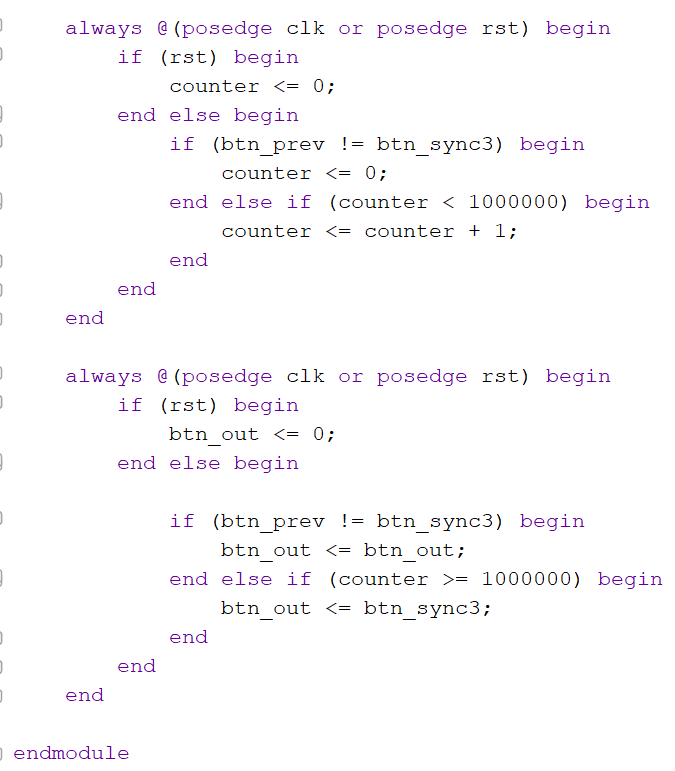 always @(posedge clk or posedge rst) begin
if (rst) begin
counter <= 0;
end else begin
if (btn_prev != btn_sync3) begin
counter <= 0;
end else if (counter < 1000000) begin
counter <= counter + 1;
end
end
end
always @(posedge clk or posedge rst) begin
if (rst) begin
btn_out <= 0;
end else begin
if (btn_prev != btn_sync3) begin
btn_out <= btn_out;
end else if (counter >= 1000000) begin
btn_out <= btn_sync3;
end
end
end
endmodule